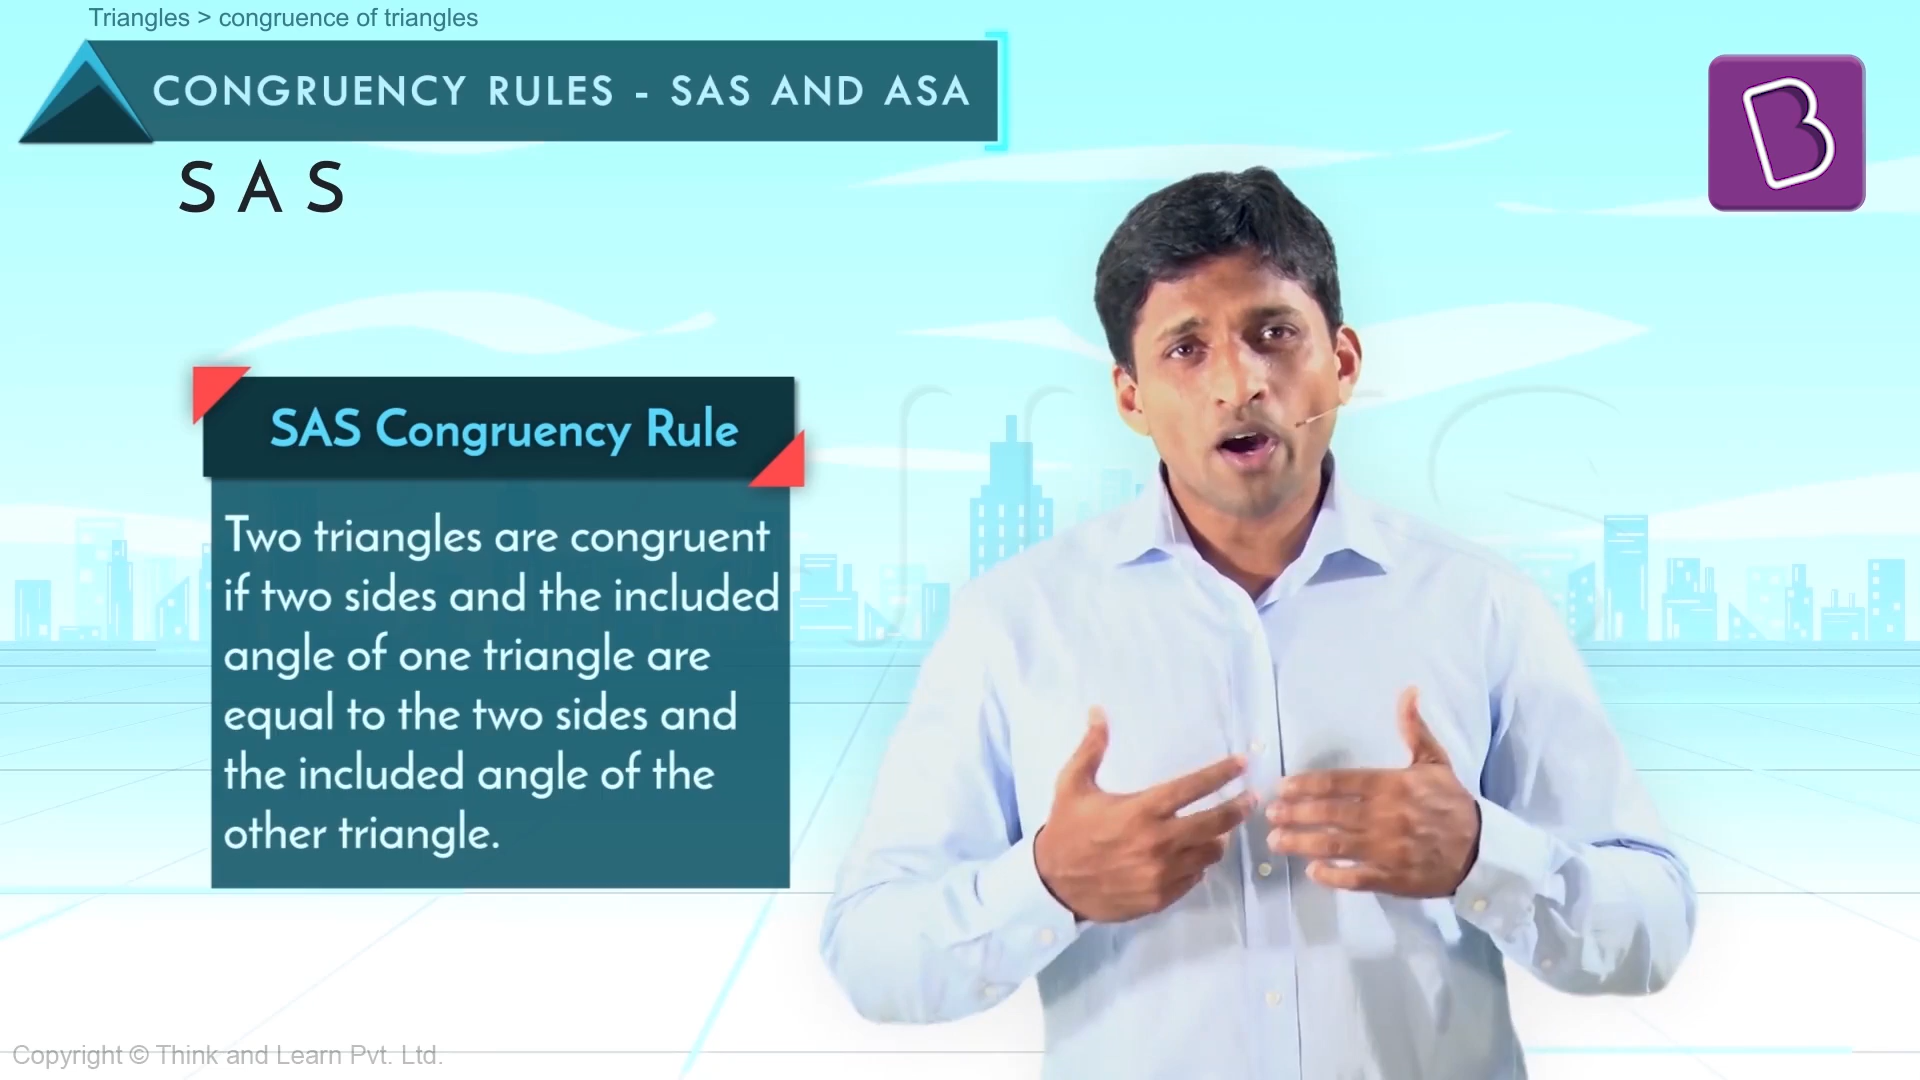 Triangles > congruence of triangles
CONGRUENCY RULES - SAS AND ASA
S A S
SAS Congruency Rule
Two triangles are congruent
if two sides and the included
angle of one triangle are
equal to the two sides and
the included angle of the
other triangle.
Copyright © Think and Learn Pvt. Ltd.